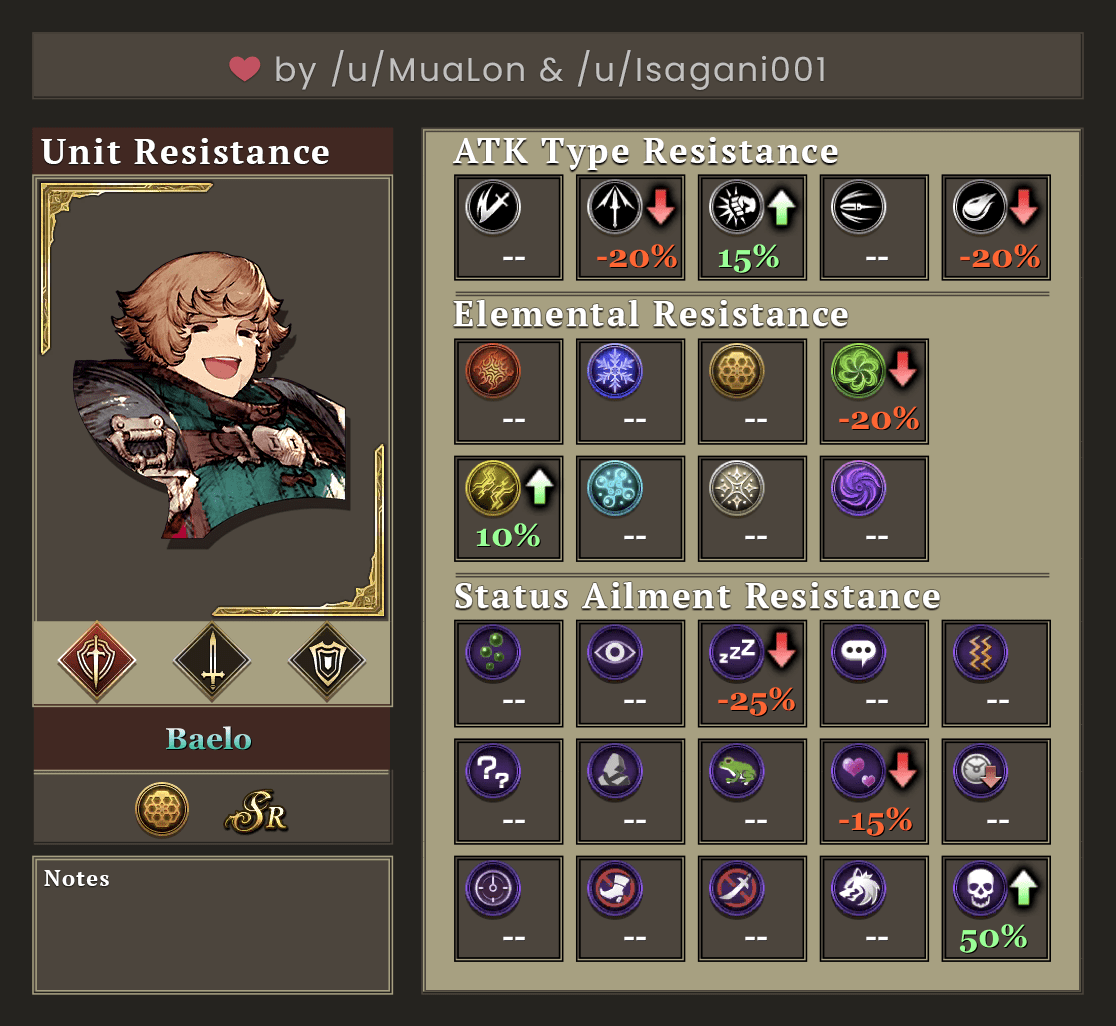 by /u/MuaLon & /u/Isagani001
Unit Resistance
Baelo
SR
Notes
ATK Type Resistance
-- -20% 15% -- -20%
Elemental Resistance
-- -- -- -20%
10% -- -- --
Status Ailment Resistance
zzZ
-- -- -25% -- --
??
-- -- -- -15% --
-- -- -- -- 50%